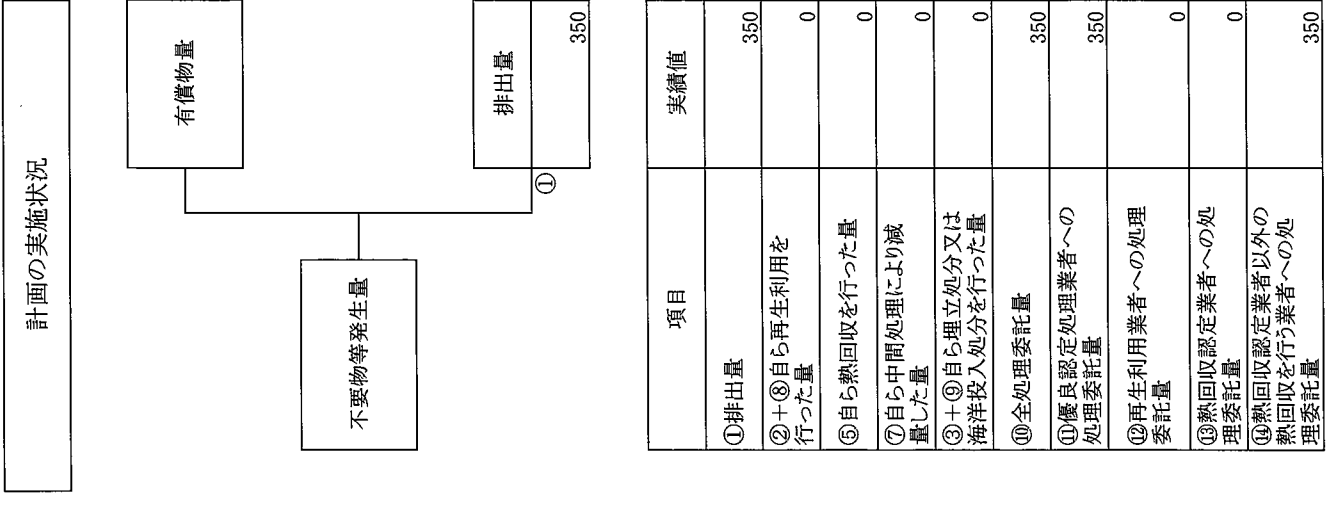 計画の実施状況
有償物量
不要物等発生量
排出量
①
350
項目 実績値
①排出量 350
②+⑧自ら再生利用を
行った量 0
⑤自ら熱回収を行った量 0
⑦自ら中間処理により減
量した量 0
③+⑨自ら埋立処分又は
海洋投入処分を行った量 0
⑩全処理委託量 350
⑪優良認定処理業者への
処理委託量 350
⑫再生利用業者への処理
委託量 0
⑬熱回収認定業者への処
理委託量 0
⑭熱回収認定業者以外の
熱回収を行う業者への処
理委託量 350